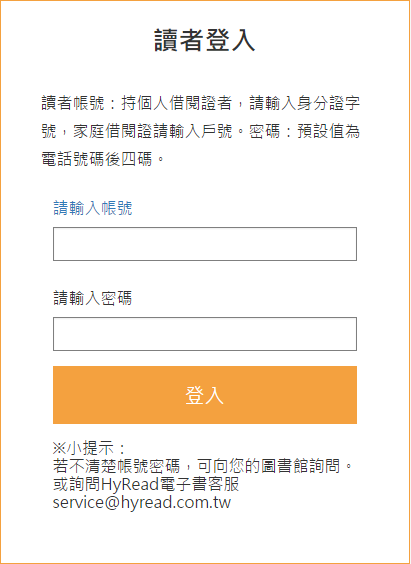 讀者登入
讀者帳號：持個人借閱證者，請輸入身分證字
號，家庭借閱證請輸入戶號。密碼：預設值為
電話號碼後四碼。
請輸入帳號
請輸入密碼
登入
※小提示：
若不清楚帳號密碼，可向您的圖書館詢問。
或詢問HyRead電子書客服
service@hyread.com.tw